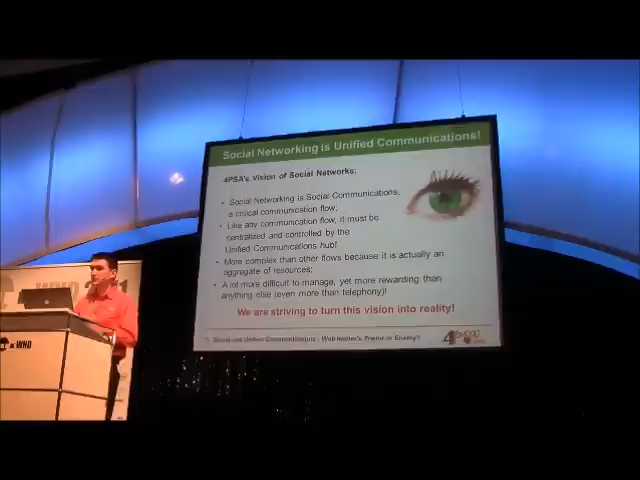 Social Networking is Unified Communications!
4PSA's Vision of Social Networks:
• Social Networking is Social Communications,
a critical communication flow;
• Like any communication flow, it must be
centralized and controlled by the
Unified Communications hub!
• More complex than other flows because it is actually an
aggregate of resources;
• A lot more difficult to manage, yet more rewarding than
anything else (even more than telephony)!
We are striving to turn this vision into reality!
Social and Unified Communications - Web Hoster's Friend or Enemy?
4PSA
WHD